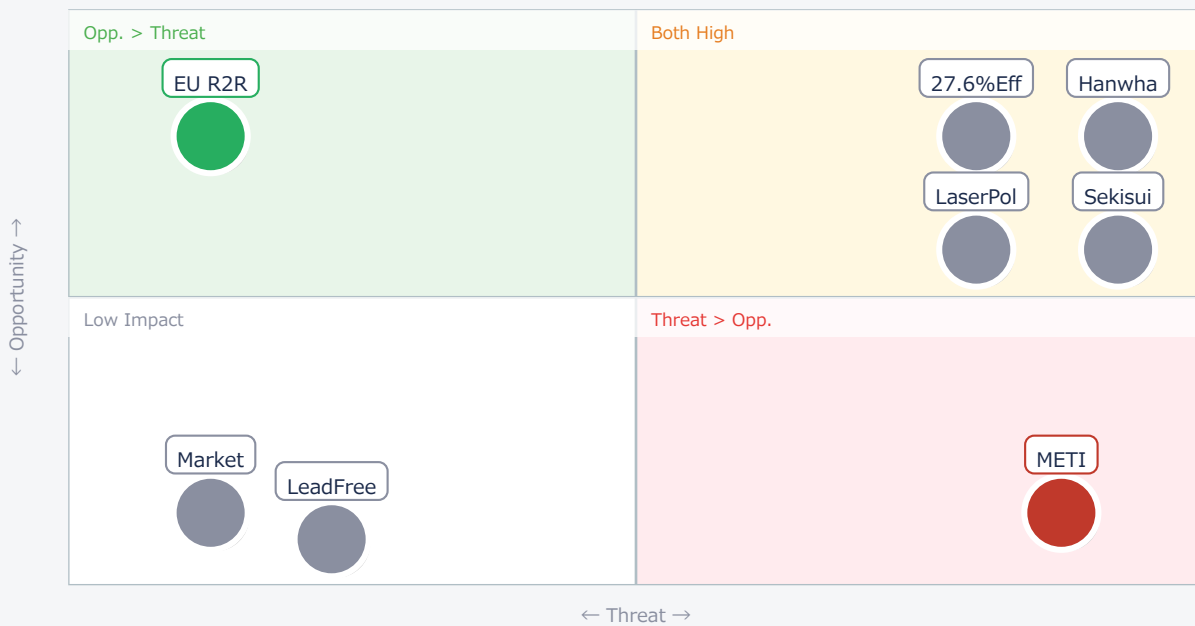 Opp. > Threat
Both High
EU R2R
27.6%Eff
Hanwha
LaserPol
Sekisui
← Opportunity →
Low Impact
Threat > Opp.
Market
LeadFree
METI
← Threat →